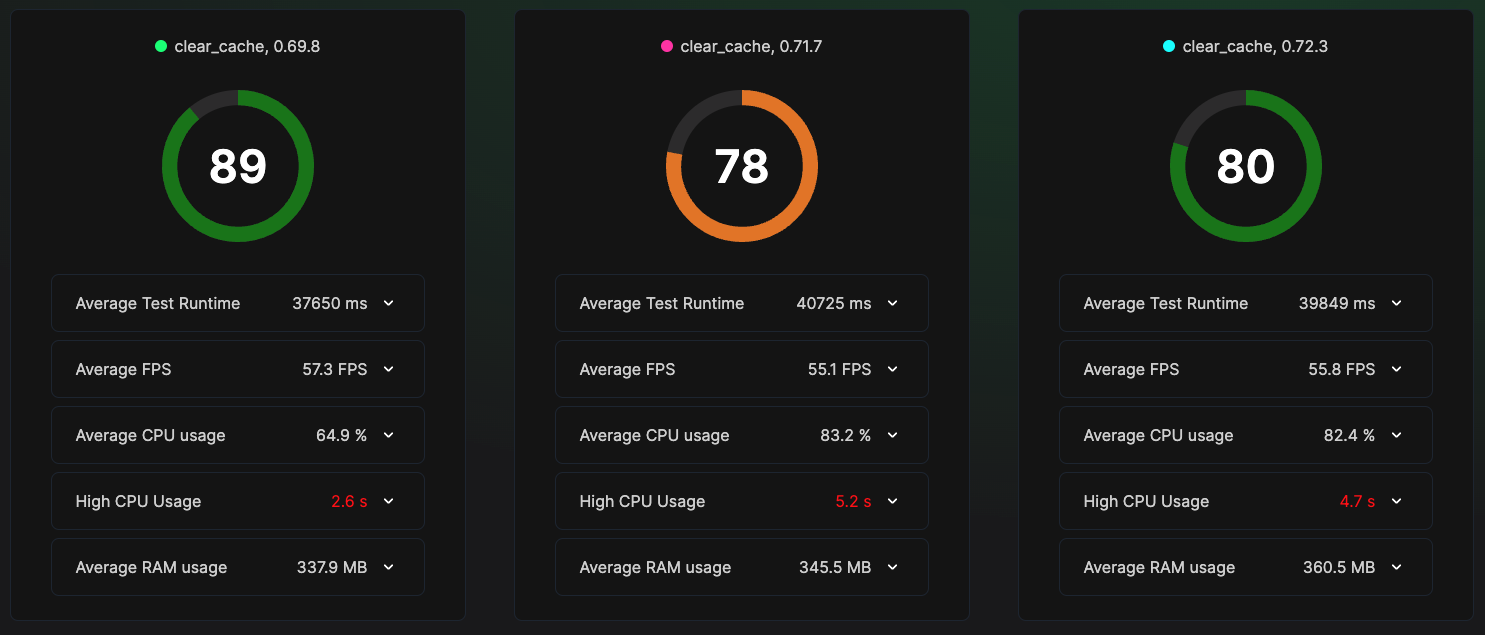 clear_cache, 0.69.8
89
Average Test Runtime 37650 ms
Average FPS 57.3 FPS
Average CPU usage 64.9 %
High CPU Usage 2.6 s
Average RAM usage 337.9 MB
clear_cache, 0.71.7
78
Average Test Runtime 40725 ms
Average FPS 55.1 FPS
Average CPU usage 83.2 %
High CPU Usage 5.2 s
Average RAM usage 345.5 MB
clear_cache, 0.72.3
80
Average Test Runtime 39849 ms
Average FPS 55.8 FPS
Average CPU usage 82.4 %
High CPU Usage 4.7 s
Average RAM usage 360.5 MB